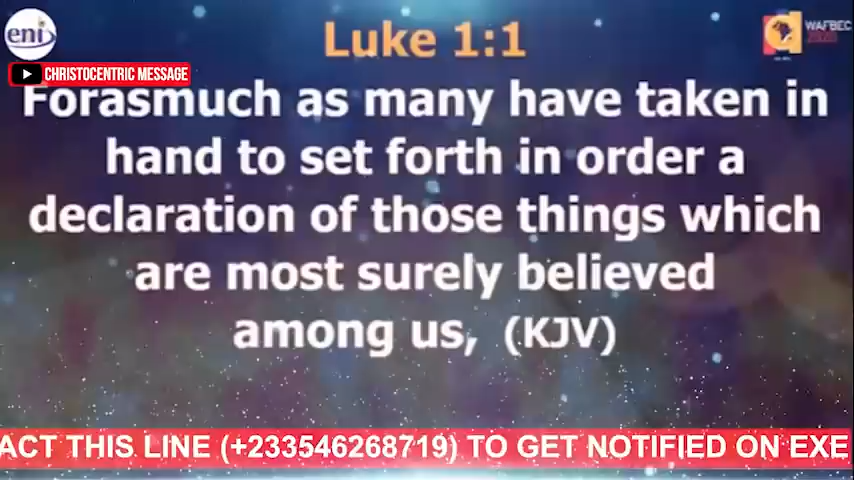 eni
Luke 1:1
WAFBEC
CHRISTOCENTRIC MESSAGE
Forasmuch as many have taken in
hand to set forth in order a
declaration of those things which
are most surely believed
among us, (KJV)
ACT THIS LINE (+233546268719) TO GET NOTIFIED ON EXE